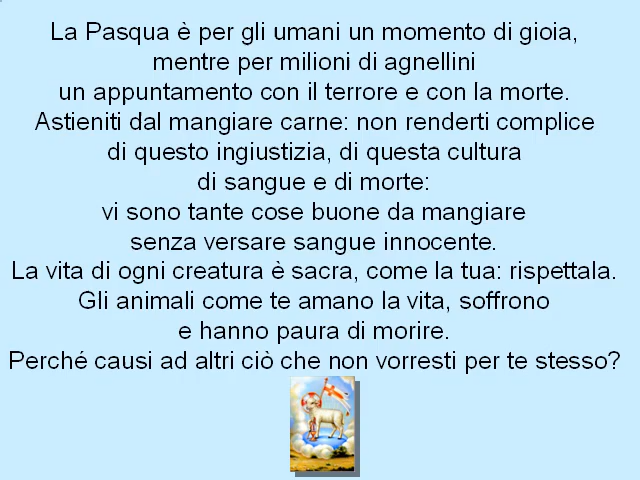 La Pasqua è per gli umani un momento di gioia,
mentre per milioni di agnellini
un appuntamento con il terrore e con la morte.
Astieniti dal mangiare carne: non renderti complice
di questo ingiustizia, di questa cultura
di sangue e di morte:
vi sono tante cose buone da mangiare
senza versare sangue innocente.
La vita di ogni creatura è sacra, come la tua: rispettala.
Gli animali come te amano la vita, soffrono
e hanno paura di morire.
Perché causi ad altri ciò che non vorresti per te stesso?